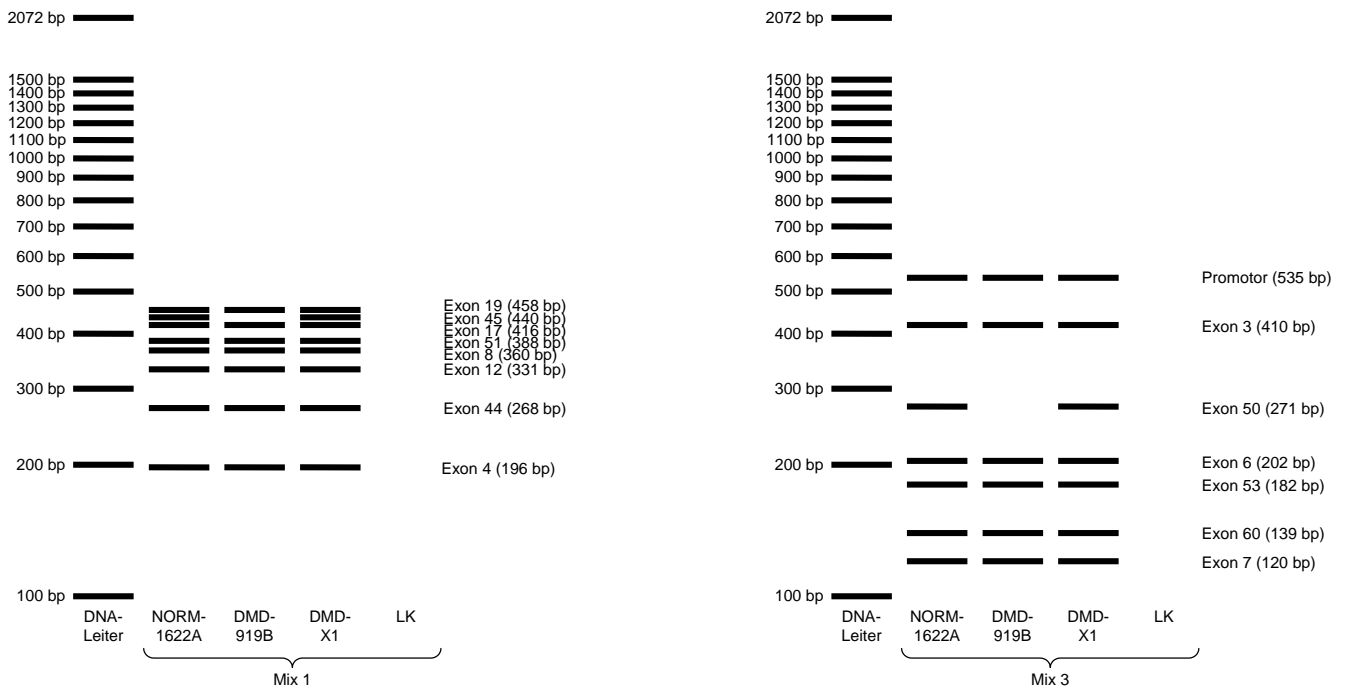 2072 bp
1500 bp
1400 bp
1300 bp
1200 bp
1100 bp
1000 bp
900 bp
800 bp
700 bp
600 bp
500 bp
400 bp
300 bp
200 bp
100 bp
Exon 19 (458 bp)
Exon 45 (440 bp)
Exon 17 (416 bp)
Exon 51 (388 bp)
Exon 8 (360 bp)
Exon 12 (331 bp)
Exon 44 (268 bp)
Exon 4 (196 bp)
DNA-
Leiter
NORM-
1622A
DMD-
919B
DMD-
X1
LK
Mix 1
2072 bp
1500 bp
1400 bp
1300 bp
1200 bp
1100 bp
1000 bp
900 bp
800 bp
700 bp
600 bp
500 bp
400 bp
300 bp
200 bp
100 bp
Promotor (535 bp)
Exon 3 (410 bp)
Exon 50 (271 bp)
Exon 6 (202 bp)
Exon 53 (182 bp)
Exon 60 (139 bp)
Exon 7 (120 bp)
DNA-
Leiter
NORM-
1622A
DMD-
919B
DMD-
X1
LK
Mix 3